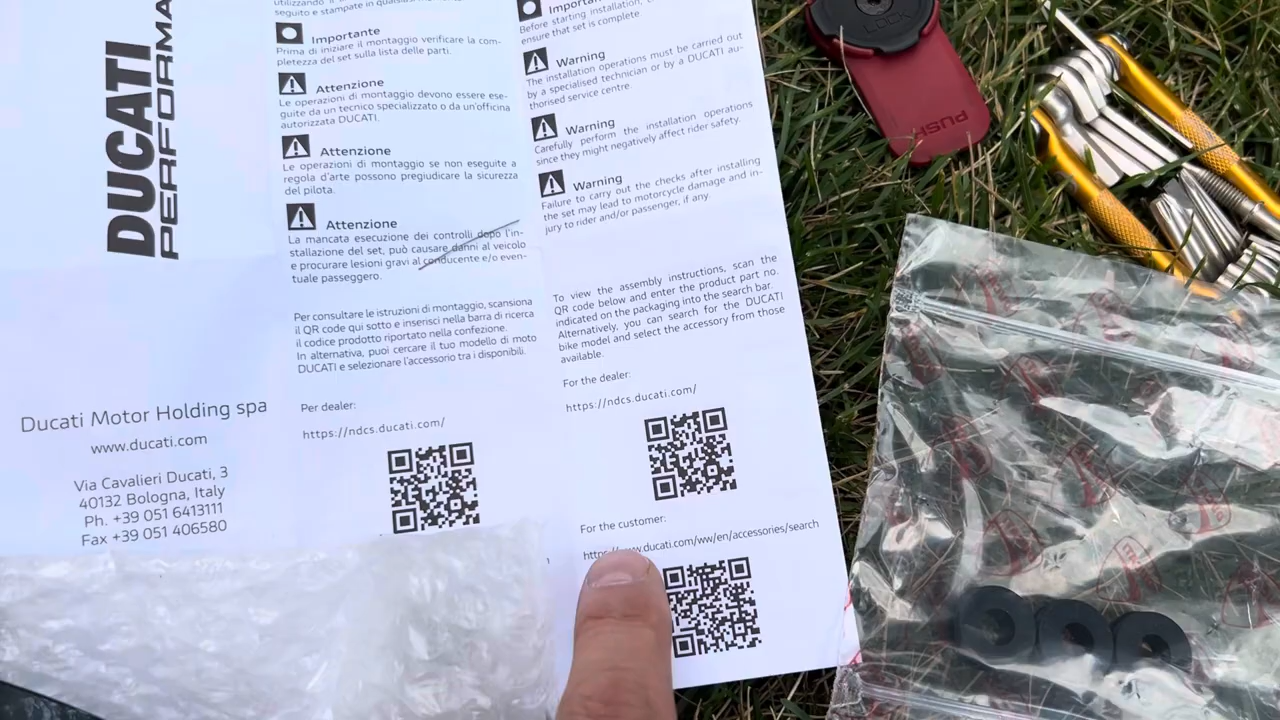 DUCATI
PERFORMA
Ducati Motor Holding spa
www.ducati.com
Via Cavalieri Ducati, 3
40132 Bologna, Italy
Ph. +39 051 6413111
Fax +39 051 406580
utilizzando il
seguito e stampate in
Importante
Prima di iniziare il montaggio verificare la com-
pletezza del set sulla lista delle parti.
Attenzione
Le operazioni di montaggio devono essere ese-
guite da un tecnico specializzato o da un'officina
autorizzata DUCATI.
Attenzione
Le operazioni di montaggio se non eseguite a
regola d'arte possono pregiudicare la sicurezza
del pilota.
Attenzione
La mancata esecuzione dei controlli dopo l'in-
stallazione del set, può causare danni al veicolo
e procurare lesioni gravi al conducente e/o even-
tuale passeggero.
Per consultare le istruzioni di montaggio, scansiona
il QR code qui sotto e inserisci nella barra di ricerca
il codice prodotto riportato nella confezione.
In alternativa, puoi cercare il tuo modello di moto
DUCATI e selezionare l'accessorio tra i disponibili.
Per dealer:
https://ndcs.ducati.com/
Important
Before starting installation,
ensure that set is complete.
Warning
The installation operations must be carried out
by a specialised technician or by a DUCATI au-
thorised service centre.
Warning
Carefully perform the installation operations
since they might negatively affect rider safety.
Warning
Failure to carry out the checks after installing
the set may lead to motorcycle damage and in-
jury to rider and/or passenger, if any.
To view the assembly instructions, scan the
QR code below and enter the product part no.
indicated on the packaging into the search bar.
Alternatively, you can search for the DUCATI
bike model and select the accessory from those
available.
For the dealer:
https://ndcs.ducati.com/
For the customer:
https://www.ducati.com/ww/en/accessories/search
LOCK
PUSH